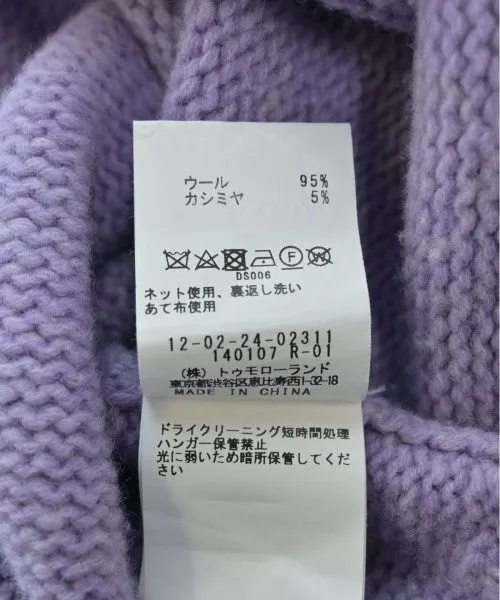 ウール 95%
カシミヤ 5%
DS006
ネット使用、裏返し洗い
あて布使用
12-02-24-02311
140107 R-01
(株) トゥモローランド
東京都渋谷区恵比寿西1-32-18
MADE IN CHINA
ドライクリーニング短時間処理
ハンガー保管禁止
光に弱いため暗所保管してくだ
さい